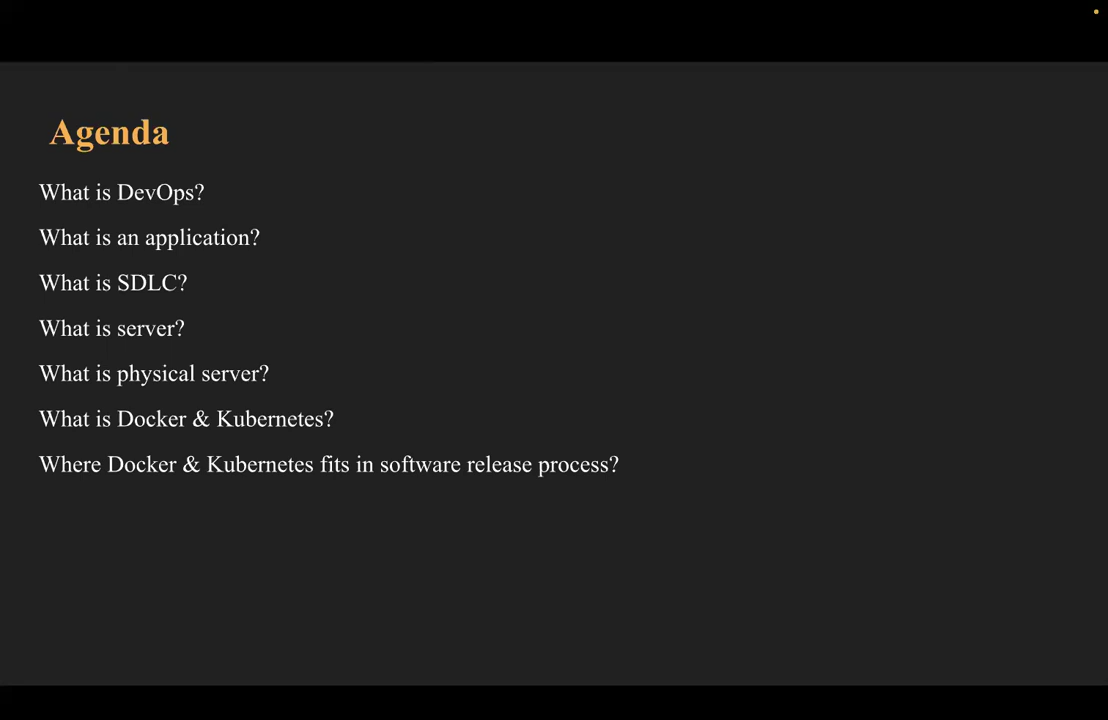 Agenda
What is DevOps?
What is an application?
What is SDLC?
What is server?
What is physical server?
What is Docker & Kubernetes?
Where Docker & Kubernetes fits in software release process?